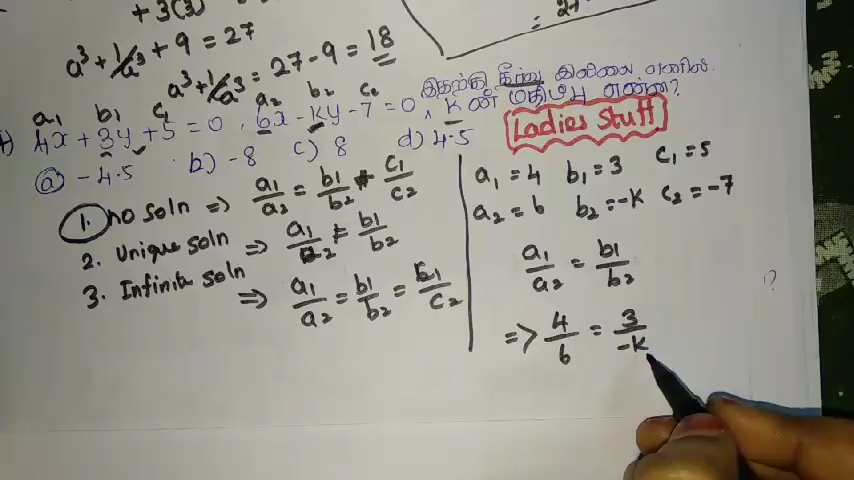 + 3(3)
27
a³ + 1/a³ + 9 = 27
a³ + 1/a³ = 27 - 9 = 18
இதற்கு தீர்வு இல்லை எனில்
a₁ b₁ c₁ a₂ b₂ c₂
4x + 3y + 5 = 0, 6x - ky - 7 = 0, k ன் மதிப்பு என்ன?
a) -4.5 b) -8 c) 8 d) 4.5
Ladies Stuff
1. no soln => a₁/a₂ = b₁/b₂ ≠ c₁/c₂
2. Unique soln => a₁/a₂ ≠ b₁/b₂
3. Infinite soln
=> a₁/a₂ = b₁/b₂ = c₁/c₂
a₁ = 4 b₁ = 3 c₁ = 5
a₂ = 6 b₂ = -k c₂ = -7
a₁/a₂ = b₁/b₂
=> 4/6 = 3/-k